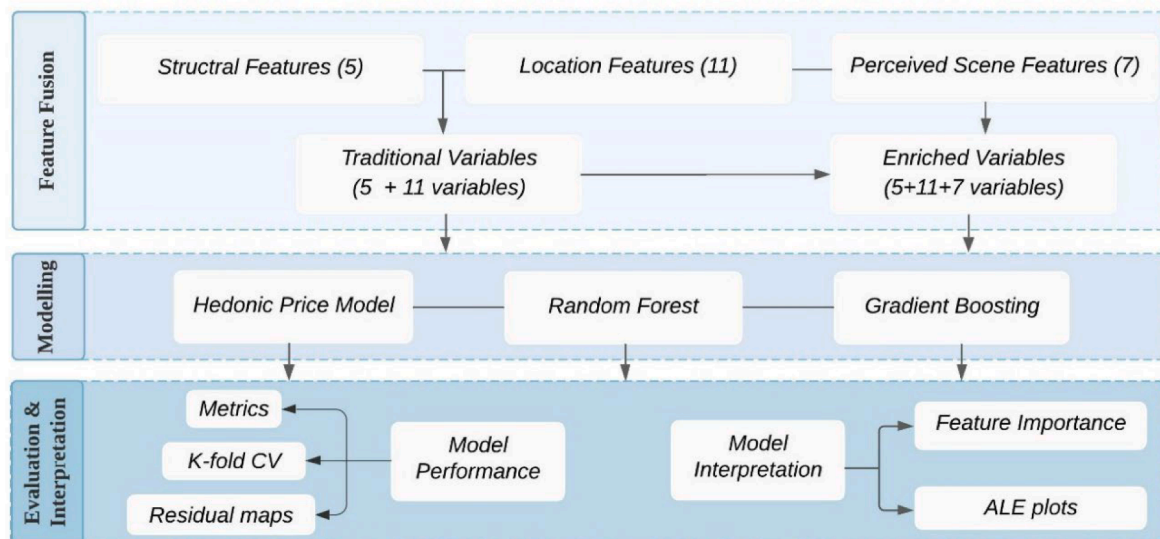 Feature Fusion
Structral Features (5)
Location Features (11)
Perceived Scene Features (7)
Traditional Variables
(5 + 11 variables)
Enriched Variables
(5+11+7 variables)
Modelling
Hedonic Price Model
Random Forest
Gradient Boosting
Evaluation &
Interpretation
Metrics
K-fold CV
Residual maps
Model
Performance
Model
Interpretation
Feature Importance
ALE plots